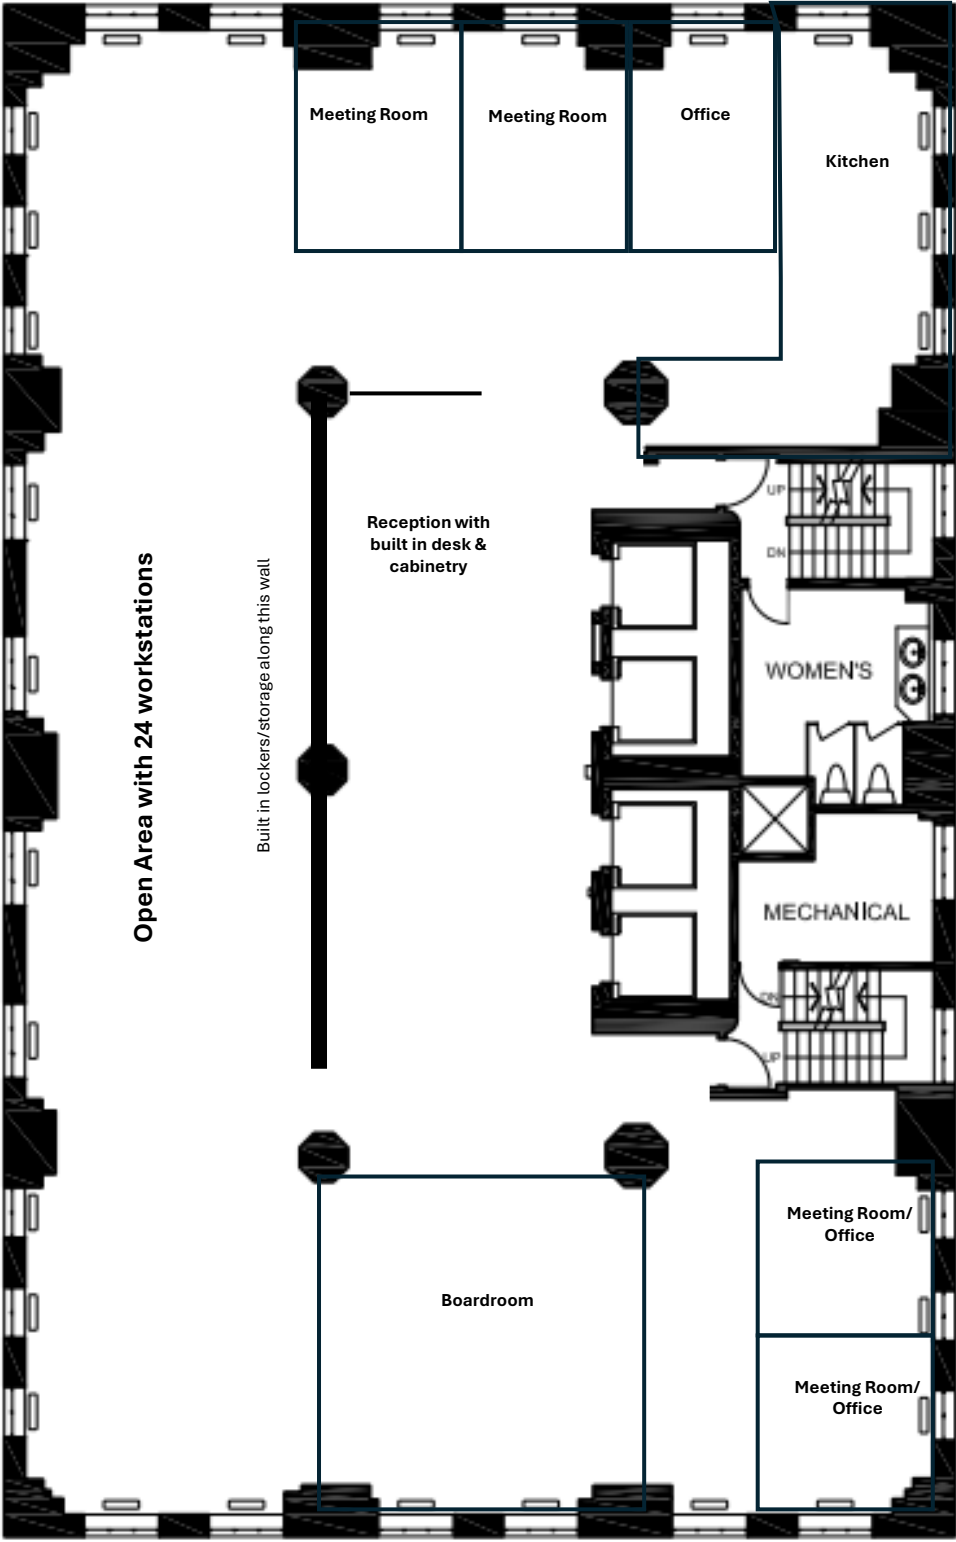 Meeting Room
Meeting Room
Office
Kitchen
UP
DN
Reception with
built in desk &
cabinetry
Open Area with 24 workstations
Built in lockers/storage along this wall
WOMEN'S
MECHANICAL
DN
UP
Meeting Room/
Office
Boardroom
Meeting Room/
Office